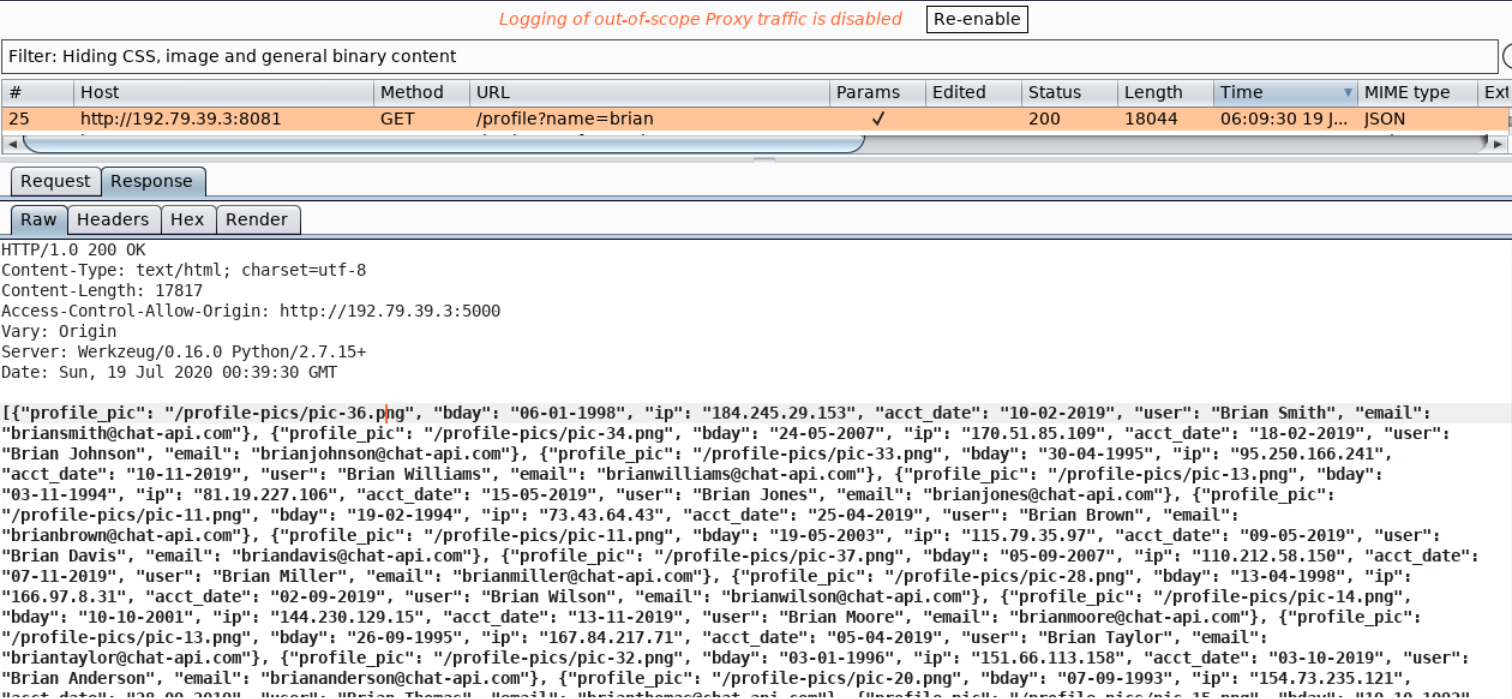 Logging of out-of-scope Proxy traffic is disabled Re-enable
Filter: Hiding CSS, image and general binary content
# Host Method URL Params Edited Status Length Time MIME type Ext
25 http://192.79.39.3:8081 GET /profile?name=brian ✓ 200 18044 06:09:30 19 J... JSON
Request Response
Raw Headers Hex Render
HTTP/1.0 200 OK
Content-Type: text/html; charset=utf-8
Content-Length: 17817
Access-Control-Allow-Origin: http://192.79.39.3:5000
Vary: Origin
Server: Werkzeug/0.16.0 Python/2.7.15+
Date: Sun, 19 Jul 2020 00:39:30 GMT
[{"profile_pic": "/profile-pics/pic-36.png", "bday": "06-01-1998", "ip": "184.245.29.153", "acct_date": "10-02-2019", "user": "Brian Smith", "email":
"briansmith@chat-api.com"}, {"profile_pic": "/profile-pics/pic-34.png", "bday": "24-05-2007", "ip": "170.51.85.109", "acct_date": "18-02-2019", "user":
"Brian Johnson", "email": "brianjohnson@chat-api.com"}, {"profile_pic": "/profile-pics/pic-33.png", "bday": "30-04-1995", "ip": "95.250.166.241",
"acct_date": "10-11-2019", "user": "Brian Williams", "email": "brianwilliams@chat-api.com"}, {"profile_pic": "/profile-pics/pic-13.png", "bday":
"03-11-1994", "ip": "81.19.227.106", "acct_date": "15-05-2019", "user": "Brian Jones", "email": "brianjones@chat-api.com"}, {"profile_pic":
"/profile-pics/pic-11.png", "bday": "19-02-1994", "ip": "73.43.64.43", "acct_date": "25-04-2019", "user": "Brian Brown", "email":
"brianbrown@chat-api.com"}, {"profile_pic": "/profile-pics/pic-11.png", "bday": "19-05-2003", "ip": "115.79.35.97", "acct_date": "09-05-2019", "user":
"Brian Davis", "email": "briandavis@chat-api.com"}, {"profile_pic": "/profile-pics/pic-37.png", "bday": "05-09-2007", "ip": "110.212.58.150", "acct_date":
"07-11-2019", "user": "Brian Miller", "email": "brianmiller@chat-api.com"}, {"profile_pic": "/profile-pics/pic-28.png", "bday": "13-04-1998", "ip":
"166.97.8.31", "acct_date": "02-09-2019", "user": "Brian Wilson", "email": "brianwilson@chat-api.com"}, {"profile_pic": "/profile-pics/pic-14.png",
"bday": "10-10-2001", "ip": "144.230.129.15", "acct_date": "13-11-2019", "user": "Brian Moore", "email": "brianmoore@chat-api.com"}, {"profile_pic":
"/profile-pics/pic-13.png", "bday": "26-09-1995", "ip": "167.84.217.71", "acct_date": "05-04-2019", "user": "Brian Taylor", "email":
"briantaylor@chat-api.com"}, {"profile_pic": "/profile-pics/pic-32.png", "bday": "03-01-1996", "ip": "151.66.113.158", "acct_date": "03-10-2019", "user":
"Brian Anderson", "email": "briananderson@chat-api.com"}, {"profile_pic": "/profile-pics/pic-20.png", "bday": "07-09-1993", "ip": "154.73.235.121",